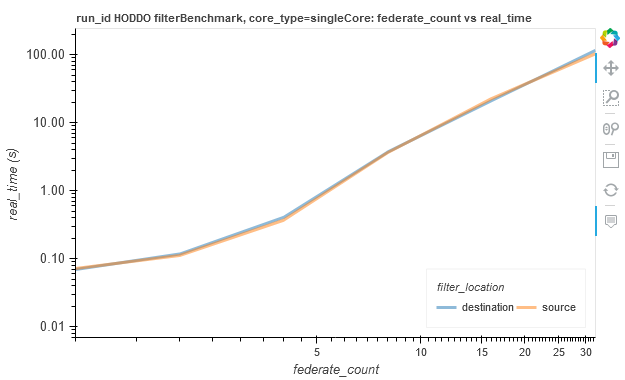 run_id HODDO filterBenchmark, core_type=singleCore: federate_count vs real_time
100.00
10.00
1.00
0.10
0.01
real_time (s)
filter_location
destination source
5 10 15 20 25 30
federate_count